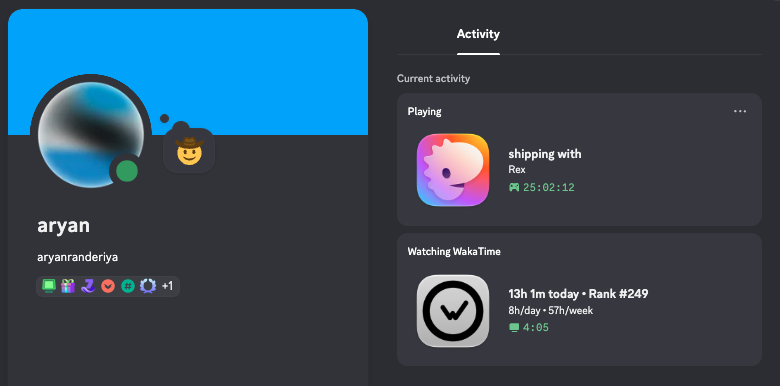 aryan
aryanranderiya
+1
Activity
Current activity
Playing
shipping with
Rex
25:02:12
Watching WakaTime
13h 1m today • Rank #249
8h/day • 57h/week
4:05